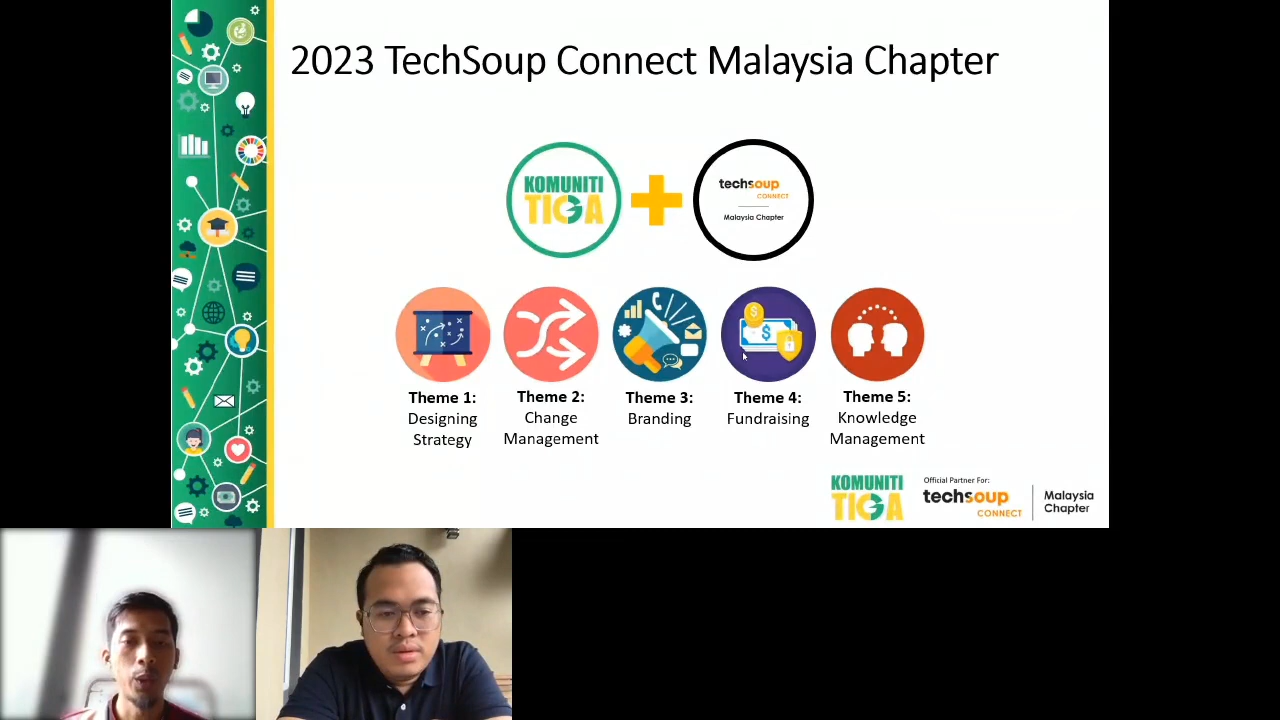 2023 TechSoup Connect Malaysia Chapter
KOMUNITI
TIGA
techsoup
CONNECT
Malaysia Chapter
Theme 1:
Designing
Strategy
Theme 2:
Change
Management
Theme 3:
Branding
Theme 4:
Fundraising
Theme 5:
Knowledge
Management
KOMUNITI
TIGA
Official Partner For:
techsoup
CONNECT
Malaysia
Chapter